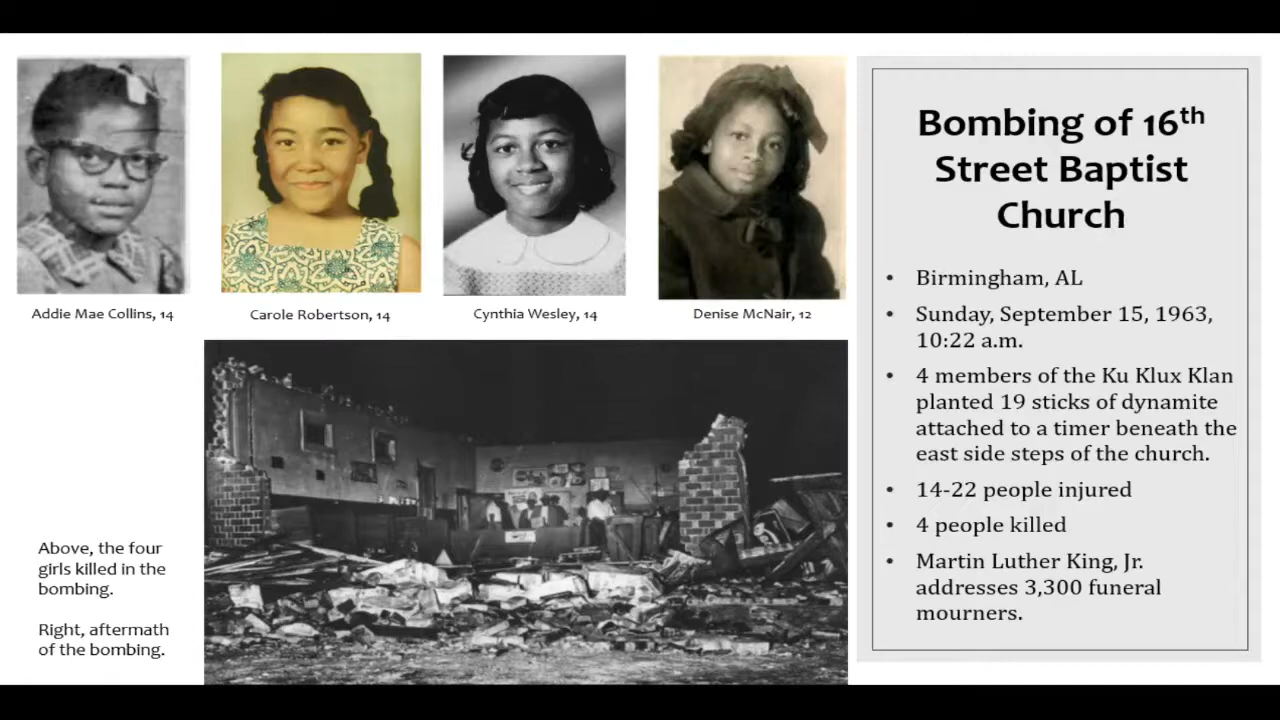 Addie Mae Collins, 14
Carole Robertson, 14
Cynthia Wesley, 14
Denise McNair, 12
Above, the four
girls killed in the
bombing.
Right, aftermath
of the bombing.
Bombing of 16th
Street Baptist
Church
• Birmingham, AL
• Sunday, September 15, 1963,
10:22 a.m.
• 4 members of the Ku Klux Klan
planted 19 sticks of dynamite
attached to a timer beneath the
east side steps of the church.
• 14-22 people injured
• 4 people killed
• Martin Luther King, Jr.
addresses 3,300 funeral
mourners.